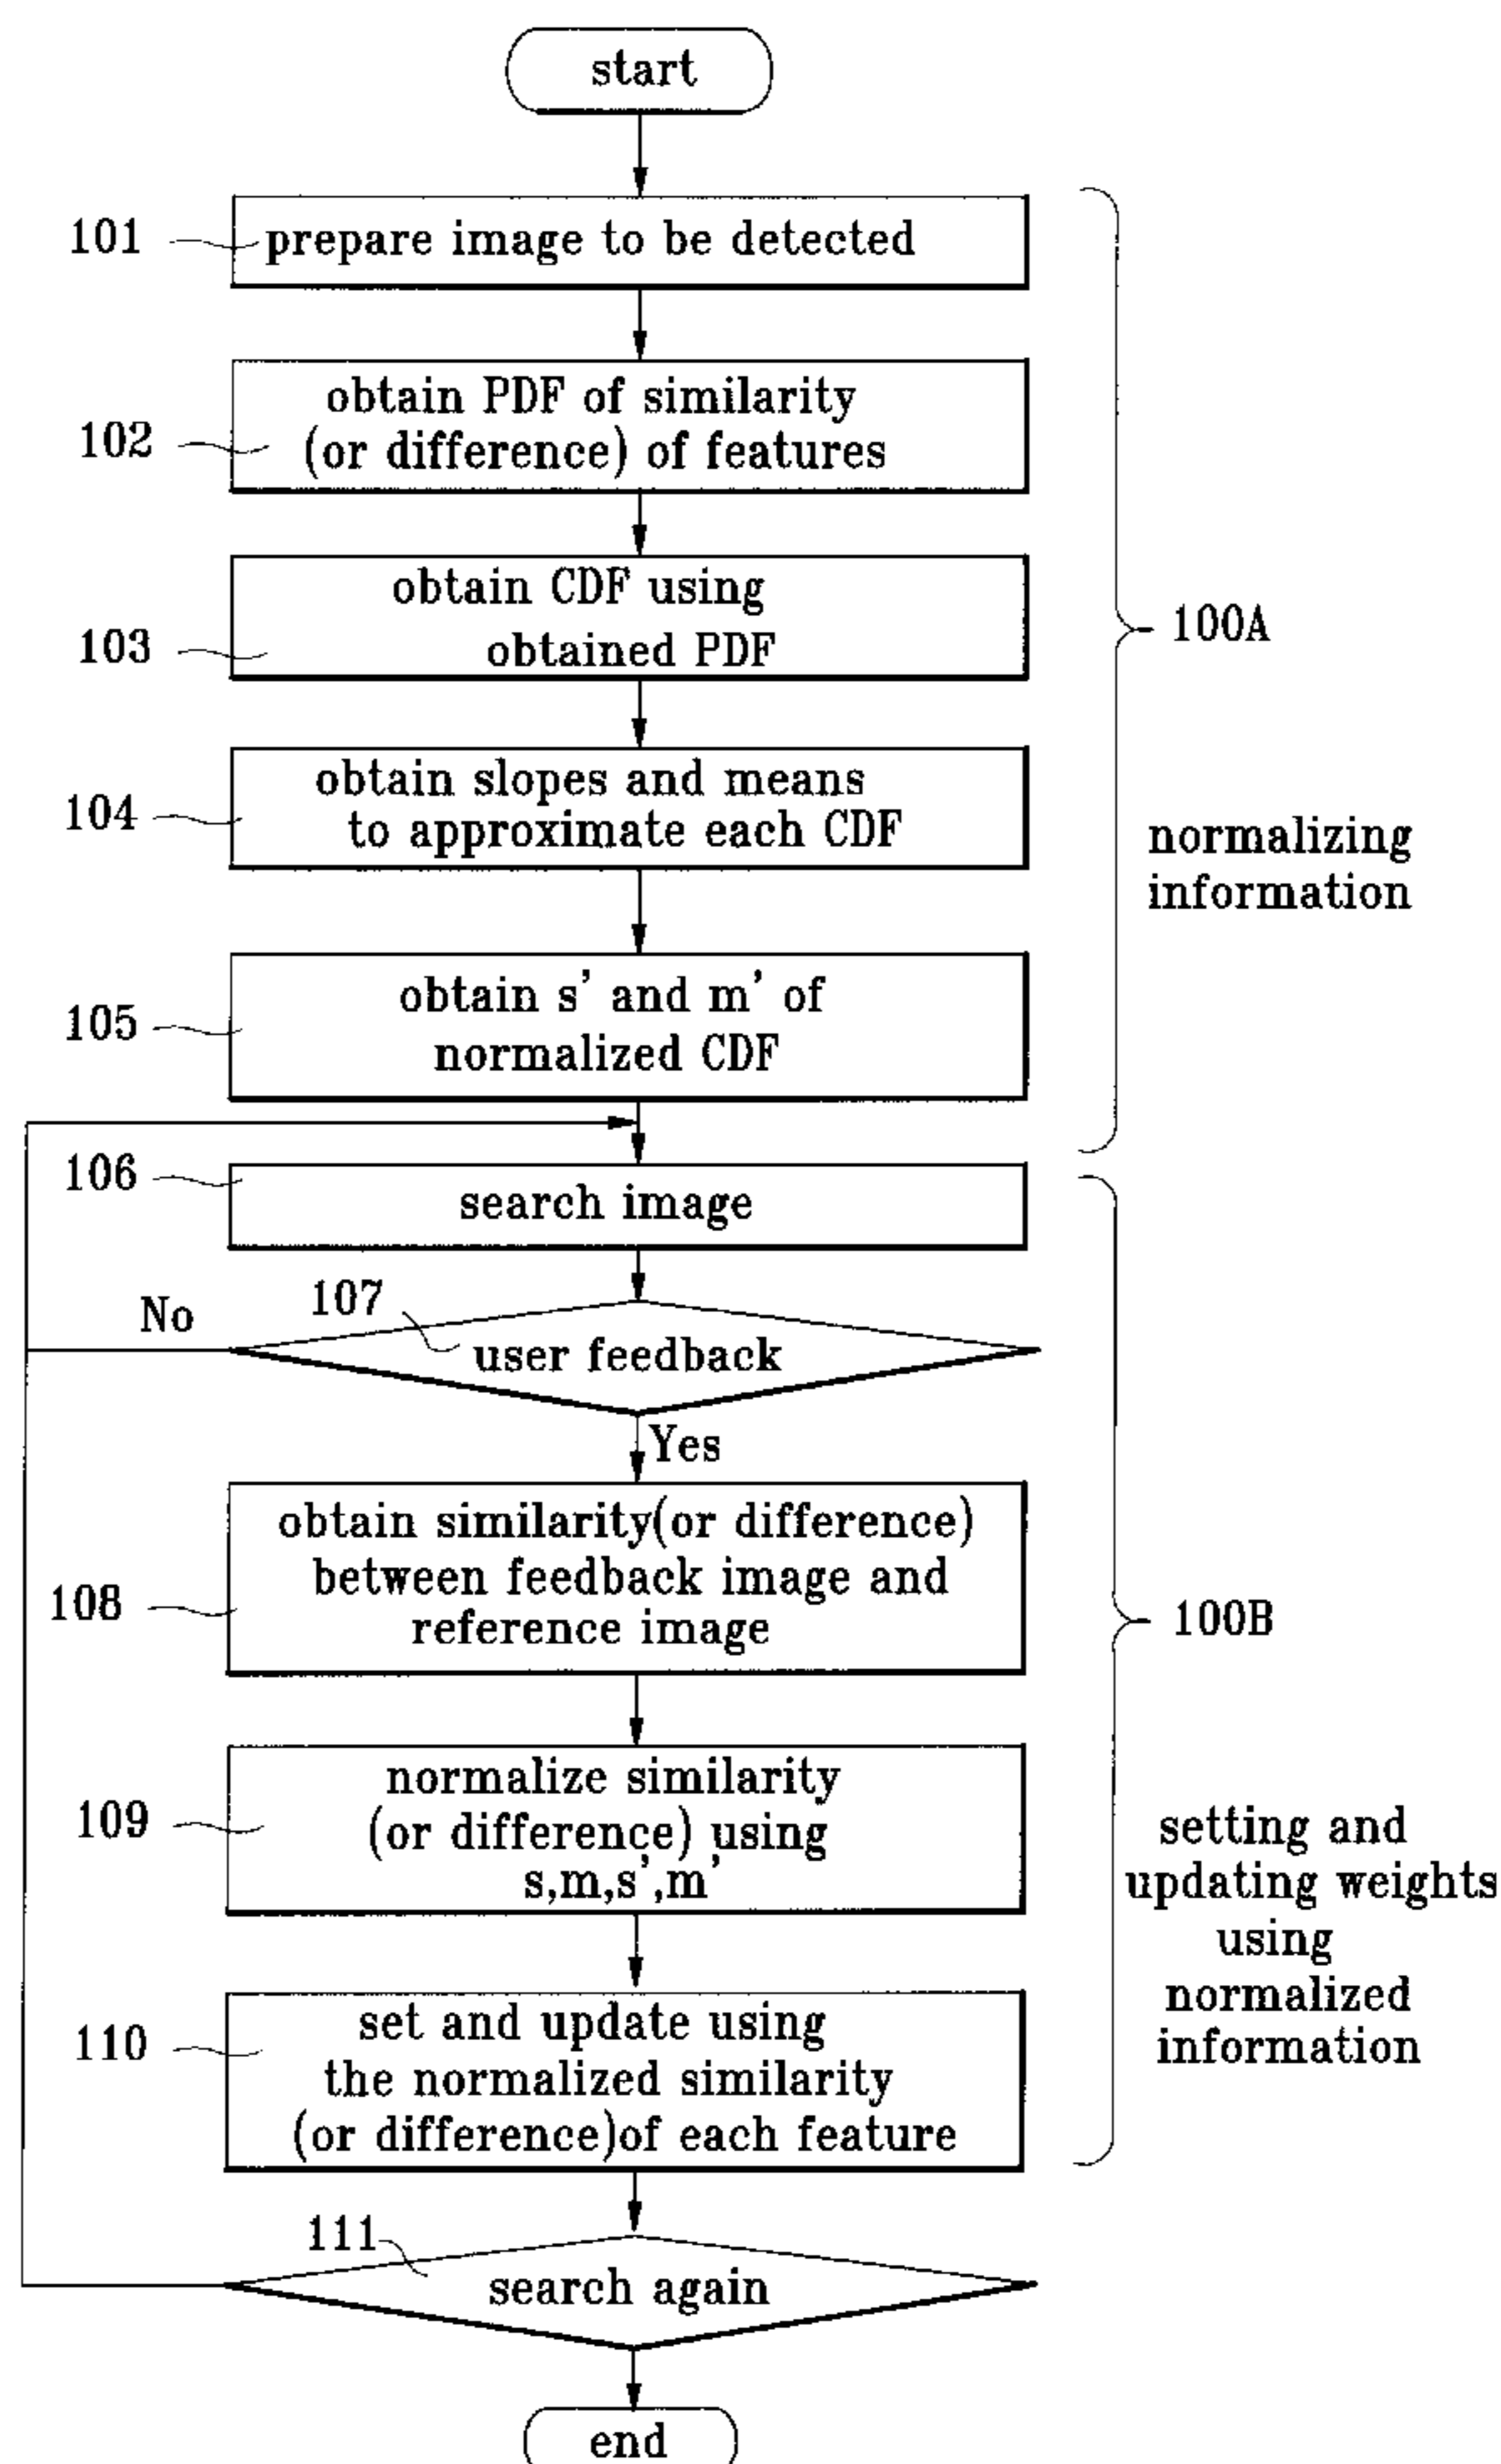 start
101
prepare image to be detected
102
obtain PDF of similarity
(or difference) of features
103
obtain CDF using
obtained PDF
100A
104
obtain slopes and means
to approximate each CDF
normalizing
information
105
obtain s' and m' of
normalized CDF
106
search image
107
No
user feedback
Yes
108
obtain similarity(or difference)
between feedback image and
reference image
100B
109
normalize similarity
(or difference) using
s,m,s',m'
setting and
updating weights
using
normalized
information
110
set and update using
the normalized similarity
(or difference)of each feature
111
search again
end